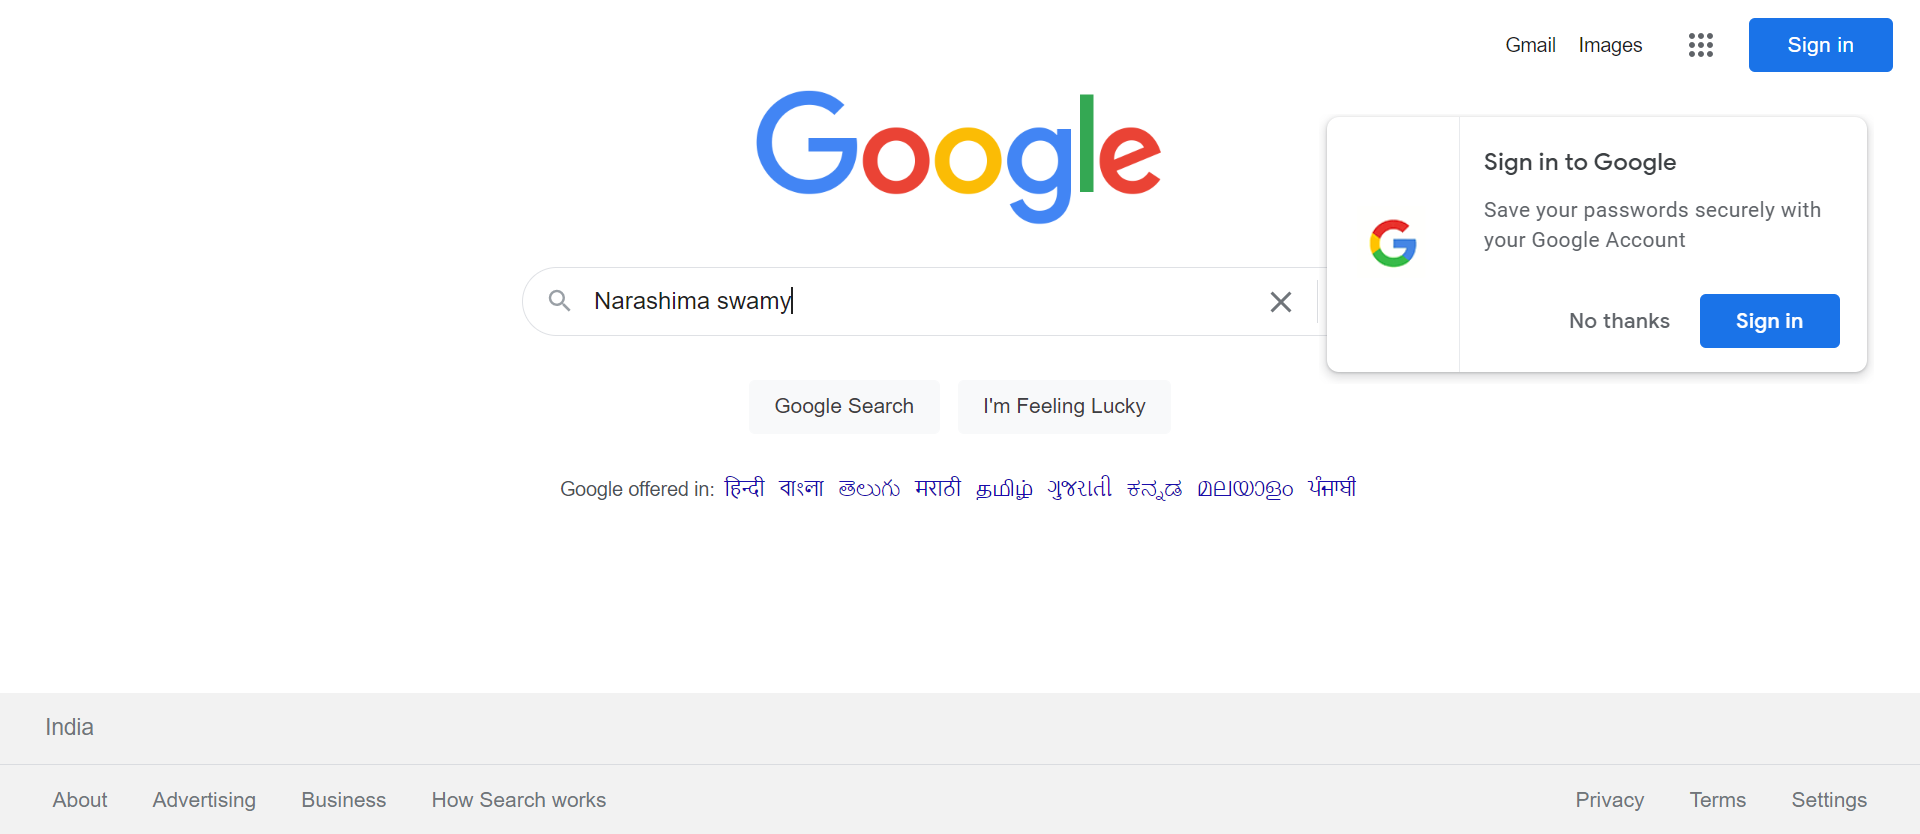 Gmail Images Sign in
Google
Sign in to Google
Save your passwords securely with
your Google Account
No thanks Sign in
Narashima swamy
Google Search I'm Feeling Lucky
Google offered in: हिन्दी বাংলা తెలుగు मराठी தமிழ் ગુજરાતી ಕನ್ನಡ മലയാളം ਪੰਜਾਬੀ
India
About Advertising Business How Search works Privacy Terms Settings